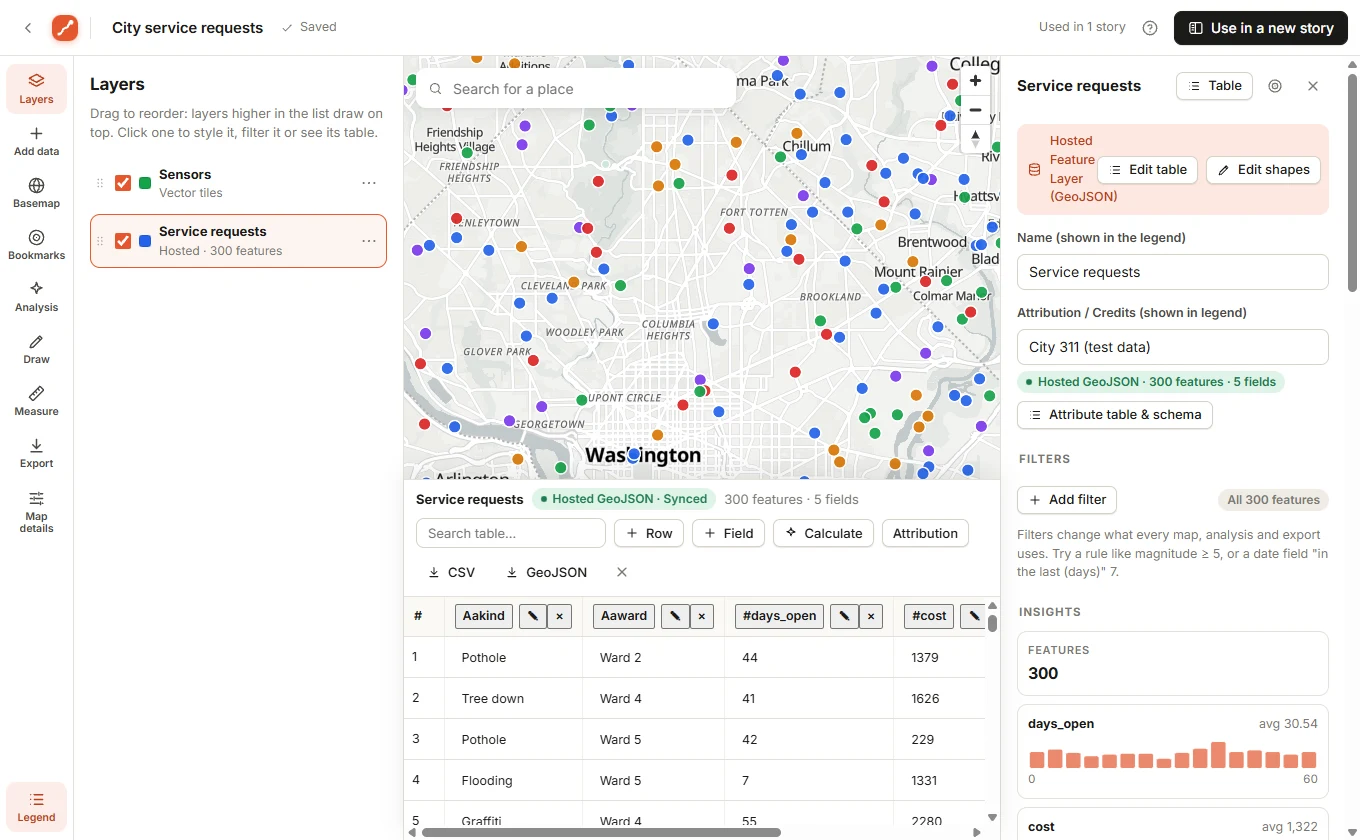 City service requests
Saved
Used in 1 story
Use in a new story
Layers
Add data
Basemap
Bookmarks
Analysis
Draw
Measure
Export
Map
details
Legend
Layers
Drag to reorder: layers higher in the list draw on
top. Click one to style it, filter it or see its table.
Sensors
Vector tiles
Service requests
Hosted · 300 features
Search for a place
ma Park
Colleg
Friendship
Heights Village
FRIENDSHIP
HEIGHTS
Chillum
Riv
FORT TOTTEN
Brentwood
Mount Rainier
Colmar Manor
Blad
BROOKLAND
CLEVELAND PARK
WOODLEY PARK
COLUMBIA
HEIGHTS
GLOVER PARK
UPONT CIRCLE
GEORGETOWN
Washington
Arlington
Service requests
Hosted GeoJSON · Synced
300 features · 5 fields
Search table...
Row
Field
Calculate
Attribution
CSV
GeoJSON
# Aakind × Aaward × #days_open × #cost
1 Pothole Ward 2 44 1379
2 Tree down Ward 4 41 1626
3 Pothole Ward 5 42 229
4 Flooding Ward 5 7 1331
5 Graffiti Ward 4 55 2280
Service requests
Table
Hosted
Feature
Layer
(GeoJSON)
Edit table
Edit shapes
Name (shown in the legend)
Service requests
Attribution / Credits (shown in legend)
City 311 (test data)
Hosted GeoJSON · 300 features · 5 fields
Attribute table & schema
FILTERS
Add filter
All 300 features
Filters change what every map, analysis and export
uses. Try a rule like magnitude ≥ 5, or a date field "in
the last (days)" 7.
INSIGHTS
FEATURES
300
days_open avg 30.54
0 60
cost avg 1,322